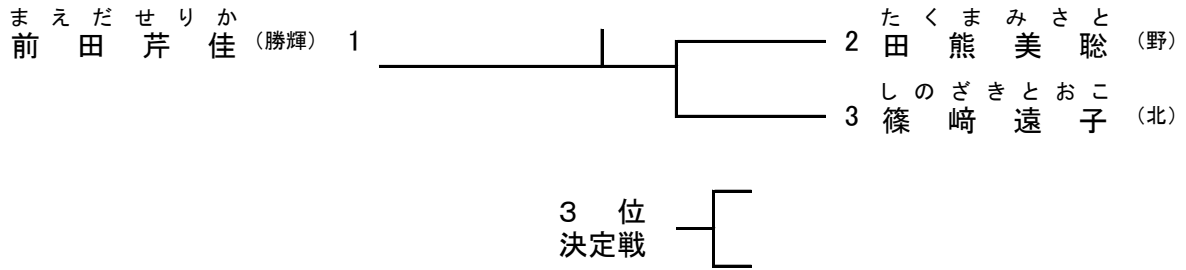 まえだせりか
前田芹佳（勝輝） 1
たくまみさと
2 田熊美聡（野）
しのざきとおこ
3 篠﨑遠子（北）
３位
決定戦